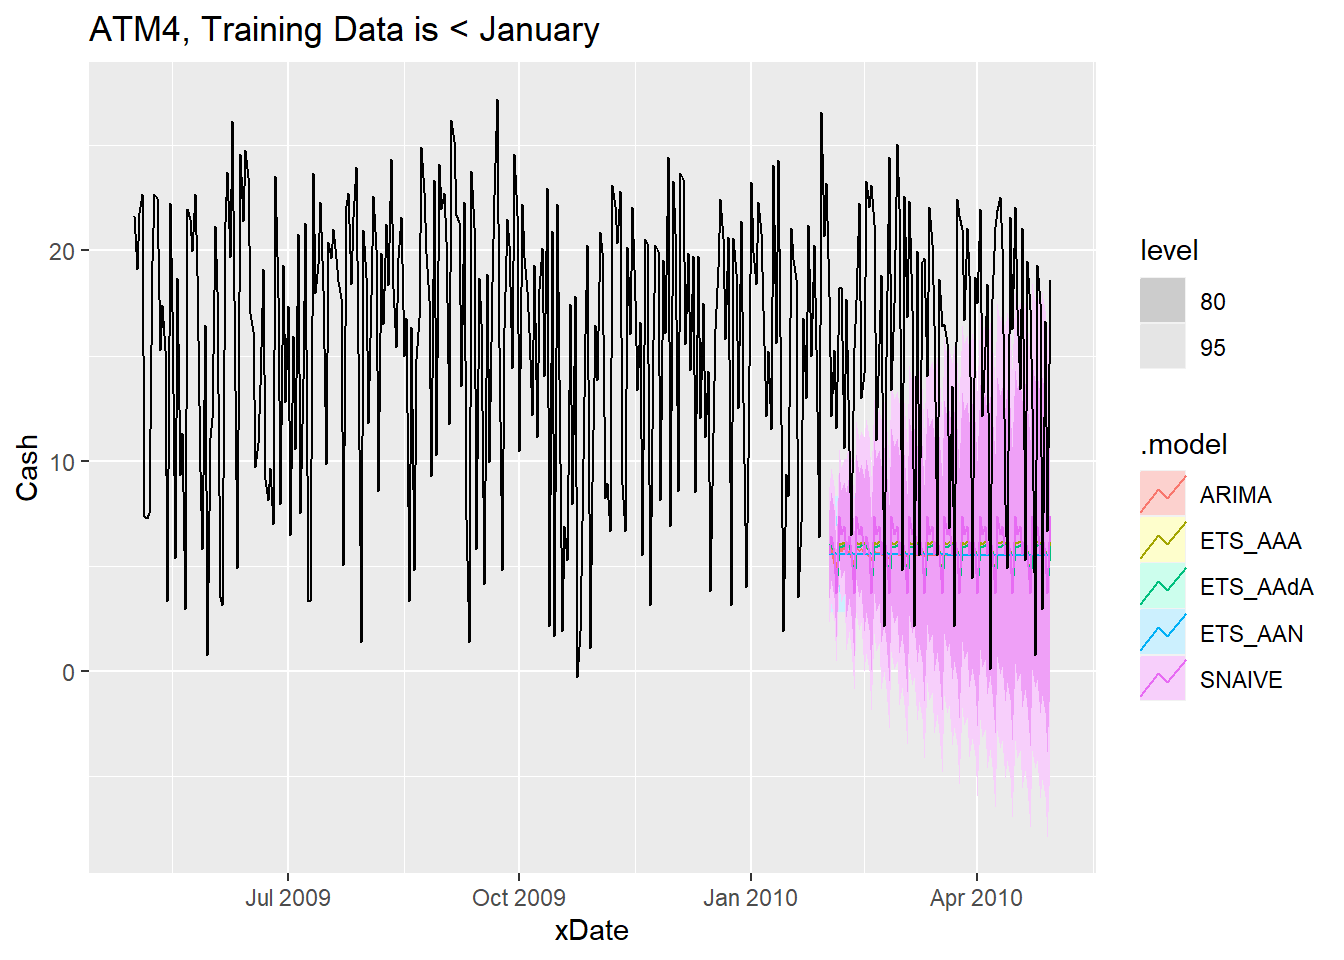 ATM4, Training Data is < January
Cash
20
10
0
Jul 2009
Oct 2009
Jan 2010
Apr 2010
xDate
level
80
95
.model
ARIMA
ETS_AAA
ETS_AAdA
ETS_AAN
SNAIVE